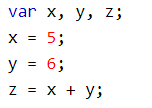 var x, y, z;
x = 5;
y = 6;
z = x + y;